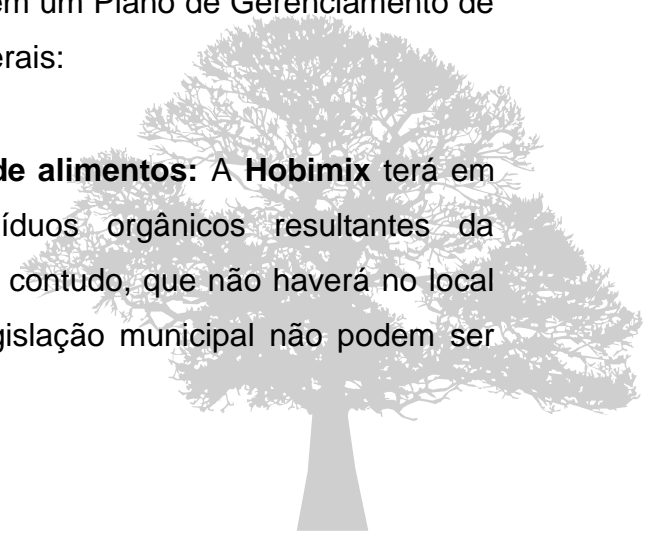 em um Plano de Gerenciamento de
erais:
de alimentos: A Hobimix terá em
íduos orgânicos resultantes da
contudo, que não haverá no local
gislação municipal não podem ser